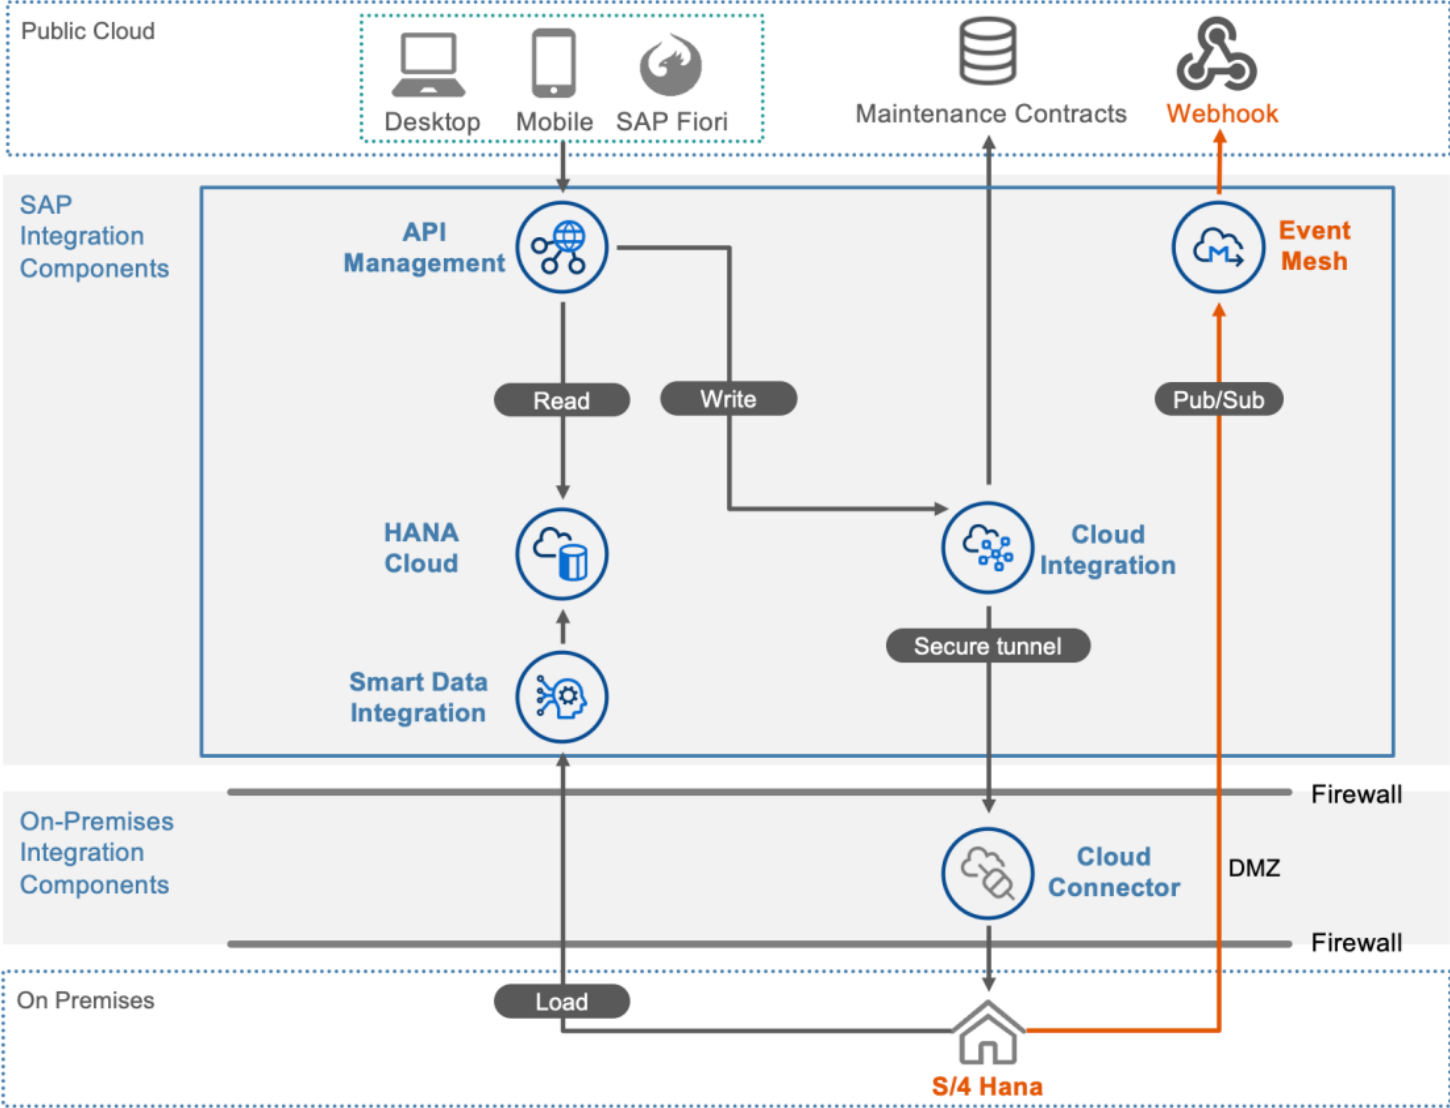 Public Cloud
Desktop
Mobile
SAP Fiori
Maintenance Contracts
Webhook
SAP
Integration
Components
API
Management
Event
Mesh
Read
Write
Pub/Sub
HANA
Cloud
Cloud
Integration
Secure tunnel
Smart Data
Integration
Firewall
On-Premises
Integration
Components
Cloud
Connector
DMZ
Firewall
On Premises
Load
S/4 Hana